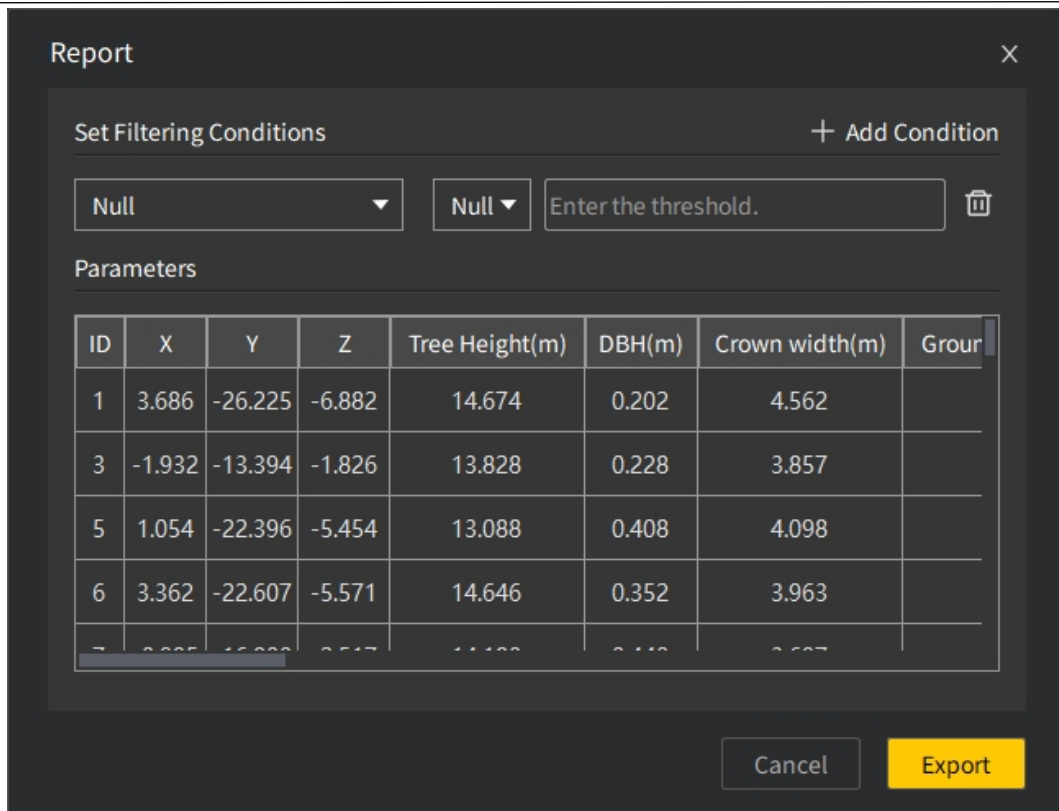 Report X
Set Filtering Conditions + Add Condition
Null Null Enter the threshold.
Parameters
ID X Y Z Tree Height(m) DBH(m) Crown width(m) Groun
1 3.686 -26.225 -6.882 14.674 0.202 4.562
3 -1.932 -13.394 -1.826 13.828 0.228 3.857
5 1.054 -22.396 -5.454 13.088 0.408 4.098
6 3.362 -22.607 -5.571 14.646 0.352 3.963
Cancel Export